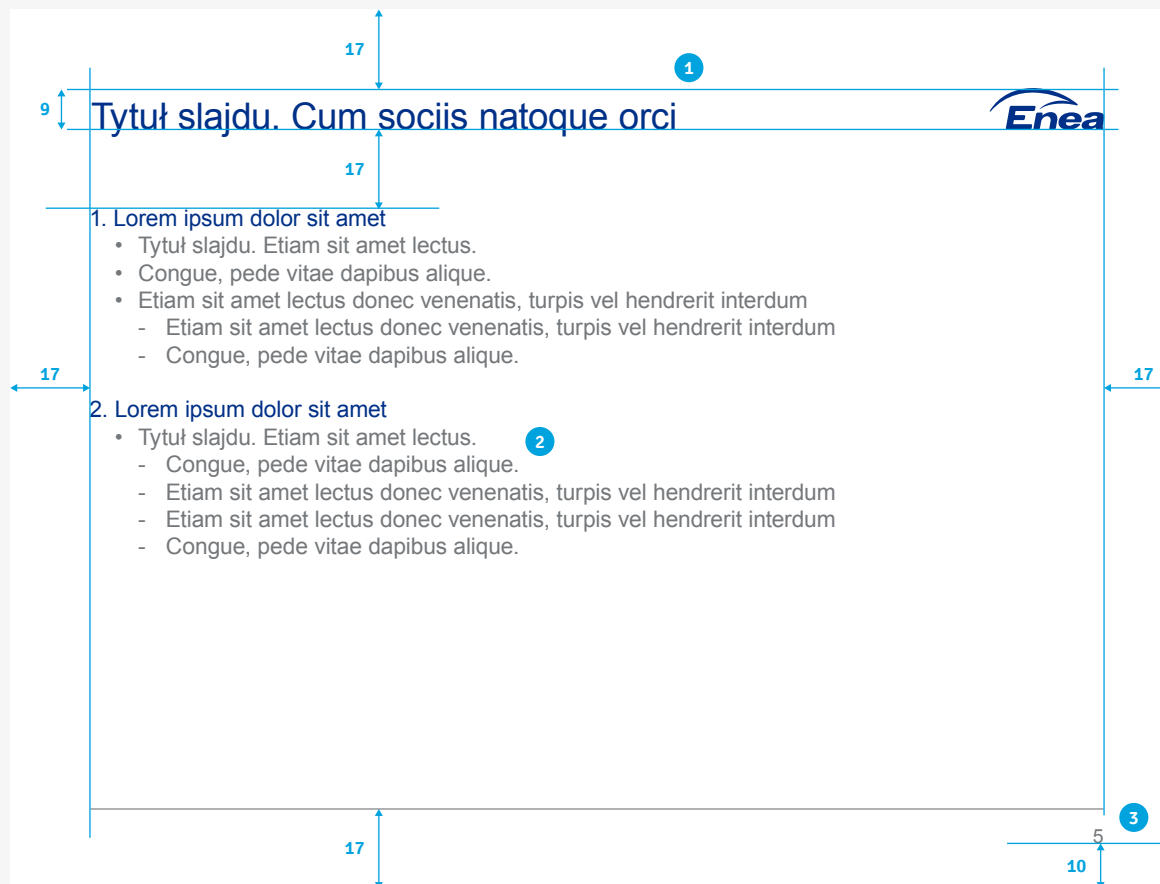 17
1
9
Tytuł slajdu. Cum sociis natoque orci
Enea
17
1. Lorem ipsum dolor sit amet
• Tytuł slajdu. Etiam sit amet lectus.
• Congue, pede vitae dapibus alique.
• Etiam sit amet lectus donec venenatis, turpis vel hendrerit interdum
- Etiam sit amet lectus donec venenatis, turpis vel hendrerit interdum
- Congue, pede vitae dapibus alique.
17
17
2. Lorem ipsum dolor sit amet
• Tytuł slajdu. Etiam sit amet lectus.
2
- Congue, pede vitae dapibus alique.
- Etiam sit amet lectus donec venenatis, turpis vel hendrerit interdum
- Etiam sit amet lectus donec venenatis, turpis vel hendrerit interdum
- Congue, pede vitae dapibus alique.
3
5
17
10